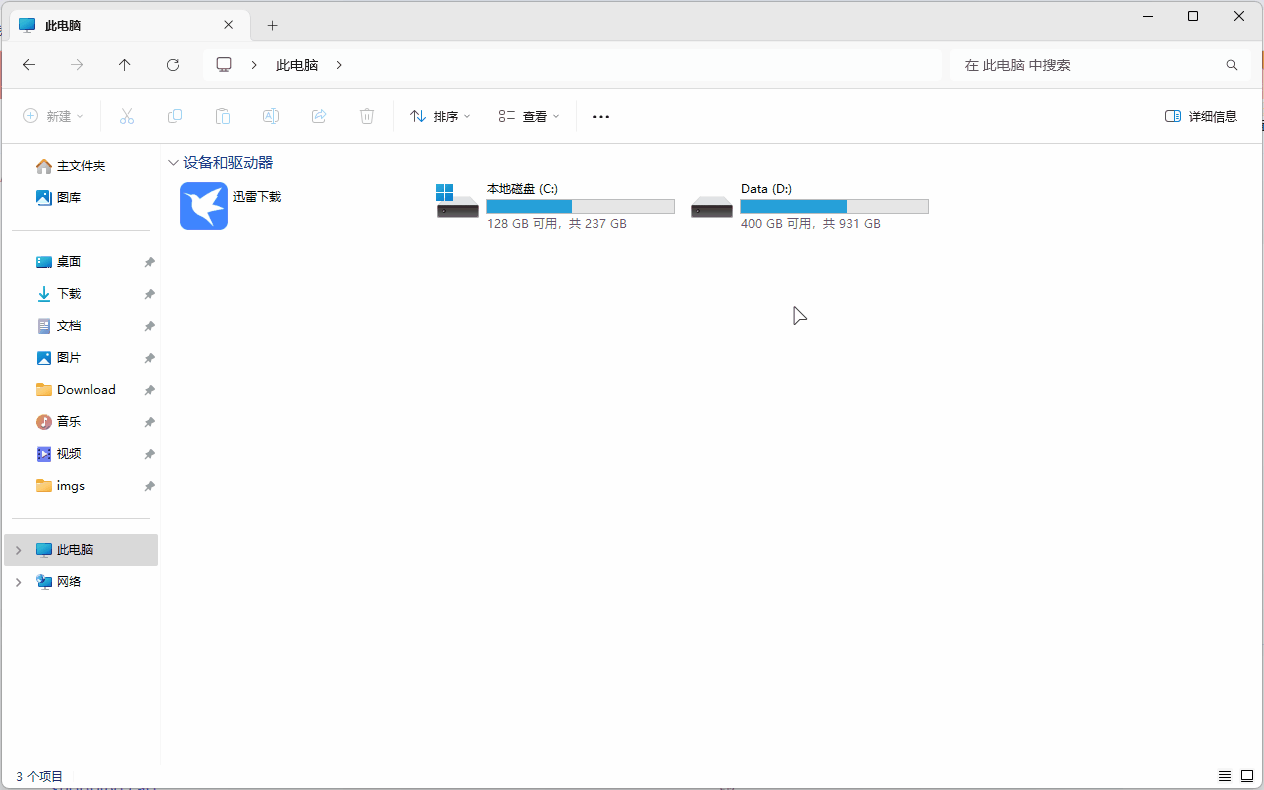 此电脑
此电脑
在 此电脑 中搜索
新建
排序
查看
详细信息
主文件夹
图库
桌面
下载
文档
图片
Download
音乐
视频
imgs
此电脑
网络
设备和驱动器
迅雷下载
本地磁盘 (C:)
128 GB 可用，共 237 GB
Data (D:)
400 GB 可用，共 931 GB
3 个项目